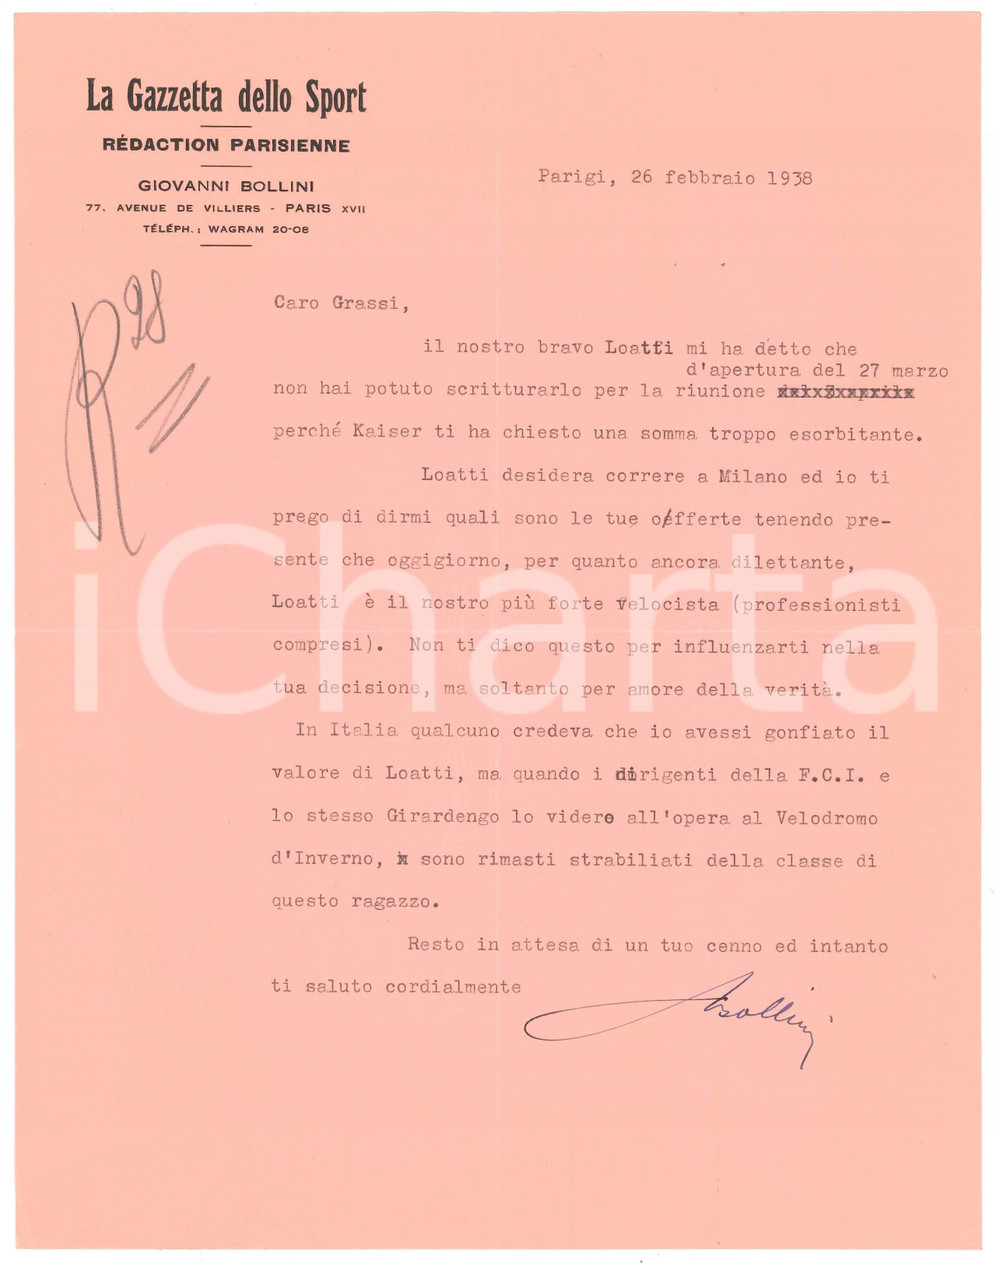 La Gazzetta dello Sport
RÉDACTION PARISIENNE
GIOVANNI BOLLINI
77, AVENUE DE VILLIERS - PARIS XVII
TÉLÉPH. : WAGRAM 20-08
Parigi, 26 febbraio 1938
R 28
Caro Grassi,
il nostro bravo Loatti mi ha detto che
d'apertura del 27 marzo
non hai potuto scritturarlo per la riunione
perché Kaiser ti ha chiesto una somma troppo esorbitante.
Loatti desidera correre a Milano ed io ti
prego di dirmi quali sono le tue offerte tenendo pre-
sente che oggigiorno, per quanto ancora dilettante,
Loatti è il nostro più forte velocista (professionisti
compresi). Non ti dico questo per influenzarti nella
tua decisione, ma soltanto per amore della verità.
In Italia qualcuno credeva che io avessi gonfiato il
valore di Loatti, ma quando i dirigenti della F.C.I. e
lo stesso Girardengo lo videro all'opera al Velodromo
d'Inverno, sono rimasti strabiliati della classe di
questo ragazzo.
Resto in attesa di un tuo cenno ed intanto
ti saluto cordialmente
Bollini
iCharta